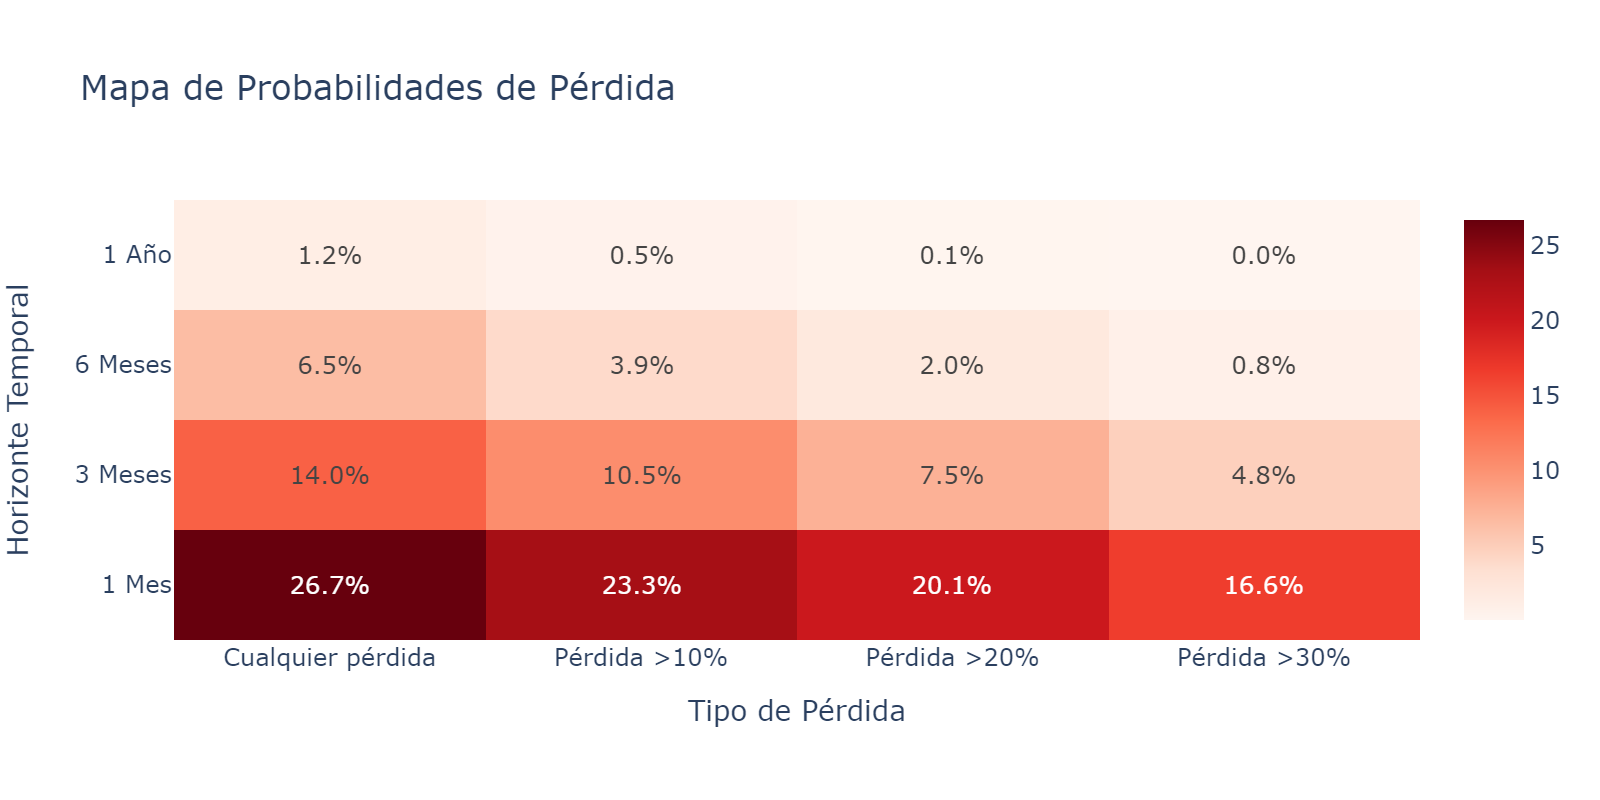 Mapa de Probabilidades de Pérdida
Horizonte Temporal
1 Año 1.2% 0.5% 0.1% 0.0%
6 Meses 6.5% 3.9% 2.0% 0.8%
3 Meses 14.0% 10.5% 7.5% 4.8%
1 Mes 26.7% 23.3% 20.1% 16.6%
Cualquier pérdida Pérdida >10% Pérdida >20% Pérdida >30%
Tipo de Pérdida
25
20
15
10
5